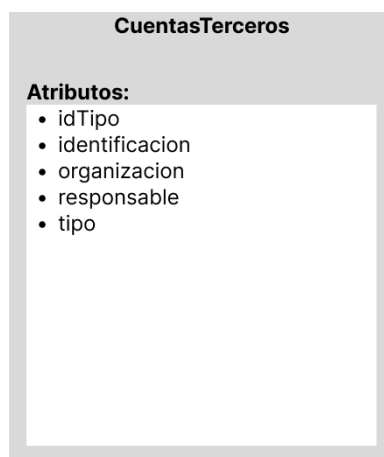 CuentasTerceros
Atributos:
• idTipo
• identificacion
• organizacion
• responsable
• tipo